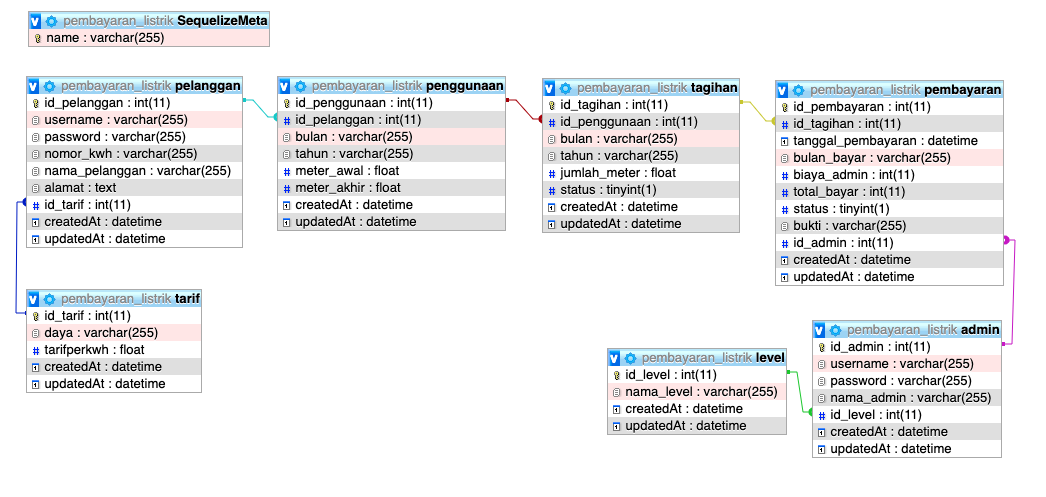 pembayaran_listrik SequelizeMeta
name : varchar(255)
pembayaran_listrik pelanggan
id_pelanggan : int(11)
username : varchar(255)
password : varchar(255)
nomor_kwh : varchar(255)
nama_pelanggan : varchar(255)
alamat : text
id_tarif : int(11)
createdAt : datetime
updatedAt : datetime
pembayaran_listrik penggunaan
id_penggunaan : int(11)
id_pelanggan : int(11)
bulan : varchar(255)
tahun : varchar(255)
meter_awal : float
meter_akhir : float
createdAt : datetime
updatedAt : datetime
pembayaran_listrik tagihan
id_tagihan : int(11)
id_penggunaan : int(11)
bulan : varchar(255)
tahun : varchar(255)
jumlah_meter : float
status : tinyint(1)
createdAt : datetime
updatedAt : datetime
pembayaran_listrik pembayaran
id_pembayaran : int(11)
id_tagihan : int(11)
tanggal_pembayaran : datetime
bulan_bayar : varchar(255)
biaya_admin : int(11)
total_bayar : int(11)
status : tinyint(1)
bukti : varchar(255)
id_admin : int(11)
createdAt : datetime
updatedAt : datetime
pembayaran_listrik tarif
id_tarif : int(11)
daya : varchar(255)
tarifperkwh : float
createdAt : datetime
updatedAt : datetime
pembayaran_listrik level
id_level : int(11)
nama_level : varchar(255)
createdAt : datetime
updatedAt : datetime
pembayaran_listrik admin
id_admin : int(11)
username : varchar(255)
password : varchar(255)
nama_admin : varchar(255)
id_level : int(11)
createdAt : datetime
updatedAt : datetime